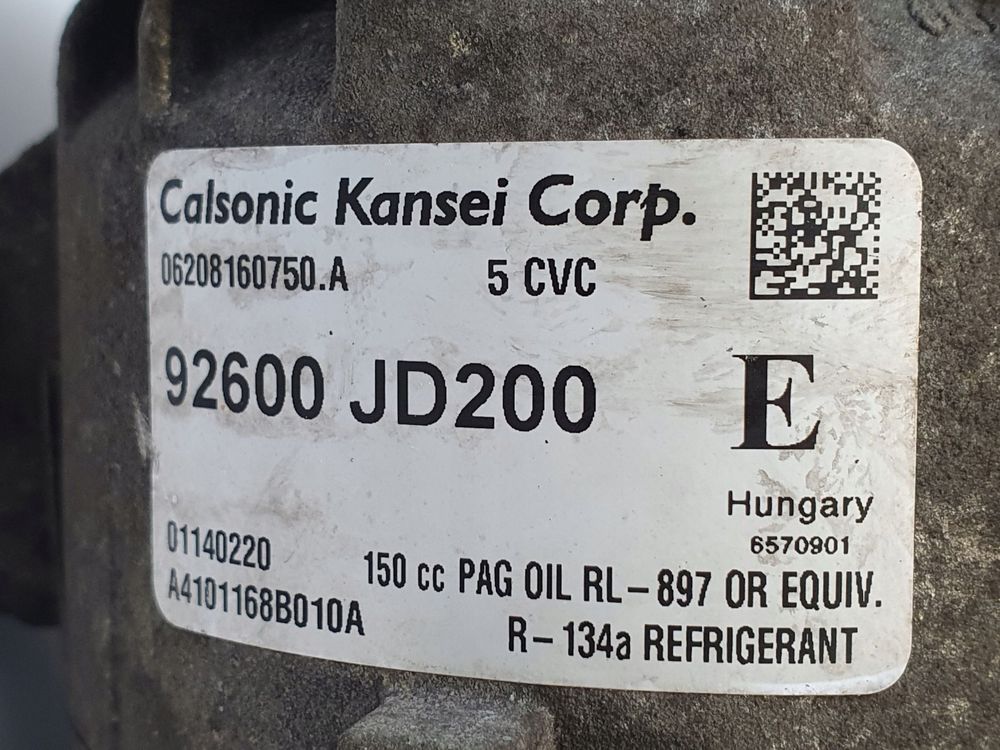 Calsonic Kansei Corp.
06208160750.A 5 CVC
92600 JD200 E
Hungary
6570901
01140220
150 cc PAG OIL RL-897 OR EQUIV.
A4101168B010A
R-134a REFRIGERANT